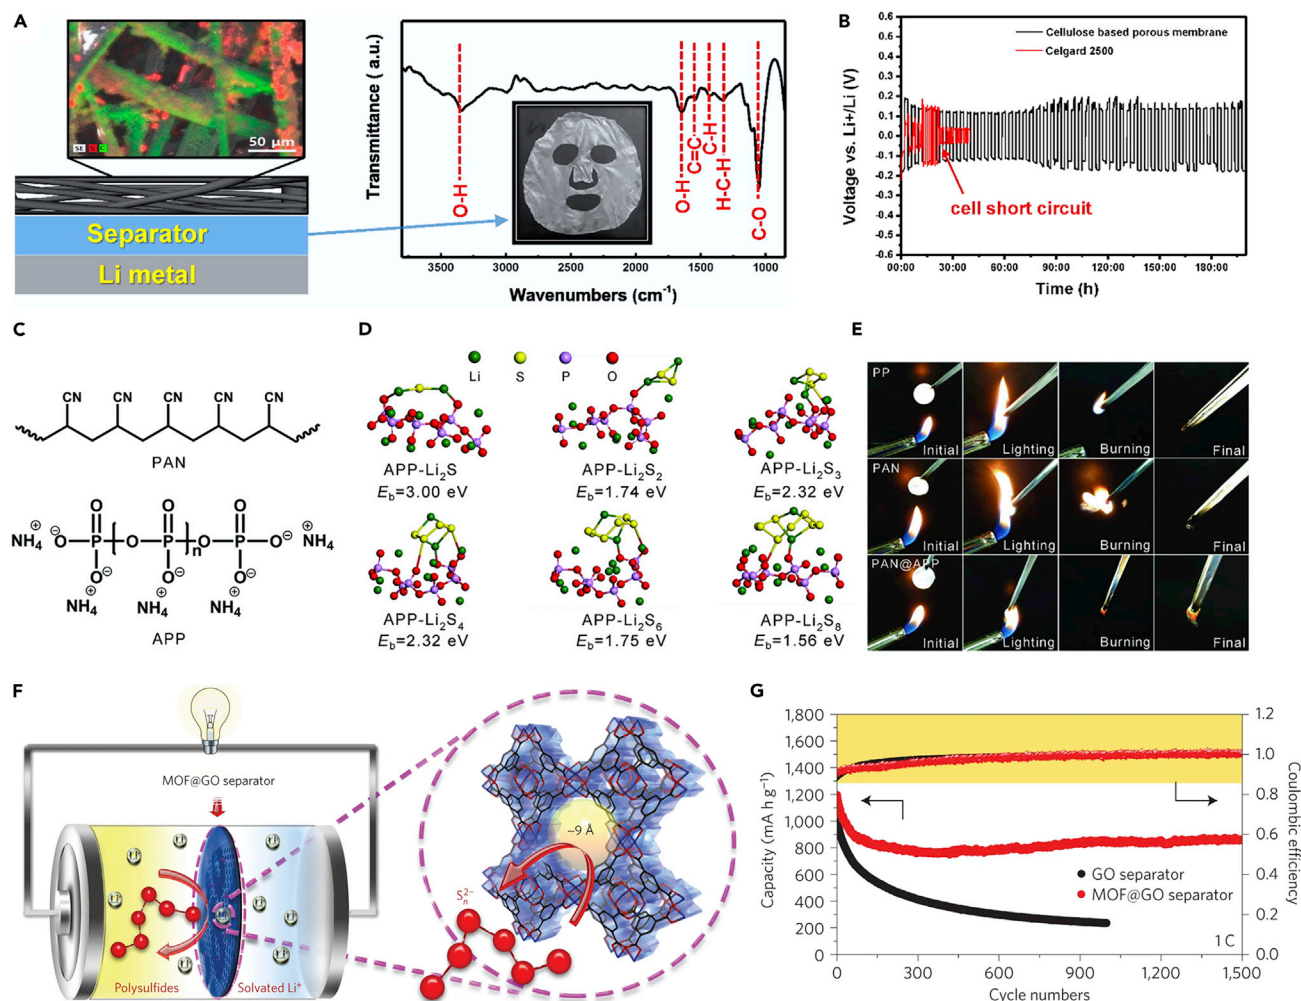 A
50 μm
Separator
Li metal
Transmittance ( a.u.)
O-H
O-H
C=C
C-H
H-C-H
C-O
3500
3000
2500
2000
1500
1000
Wavenumbers (cm⁻¹)
B
Cellulose based porous membrane
Celgard 2500
Voltage vs. Li+/Li (V)
0.6
0.5
0.4
0.3
0.2
0.1
0.0
-0.1
-0.2
-0.3
-0.4
-0.5
-0.6
cell short circuit
00:00 30:00 60:00 90:00 120:00 150:00 180:00
Time (h)
C
CN CN CN CN CN
PAN
O O O
NH₄⊕ ⊖O-P O P O P-O⊖ NH₄⊕
n
O⊖ O⊖ O⊖
NH₄⊕ NH₄⊕ NH₄⊕
APP
D
Li S P O
APP-Li₂S APP-Li₂S₂ APP-Li₂S₃
E_b=3.00 eV E_b=1.74 eV E_b=2.32 eV
APP-Li₂S₄ APP-Li₂S₆ APP-Li₂S₈
E_b=2.32 eV E_b=1.75 eV E_b=1.56 eV
E
PP
Initial Lighting Burning Final
PAN
Initial Lighting Burning Final
PAN@APP
Initial Lighting Burning Final
F
MOF@GO separator
Polysulfides
Solvated Li⁺
~9 Å
Sₙ²⁻
G
Capacity (mA h g⁻¹)
1,800
1,600
1,400
1,200
1,000
800
600
400
200
0
1.2
1.0
0.8
0.6
0.4
0.2
0.0
Coulombic efficiency
GO separator
MOF@GO separator
1 C
0 300 600 900 1,200 1,500
Cycle numbers